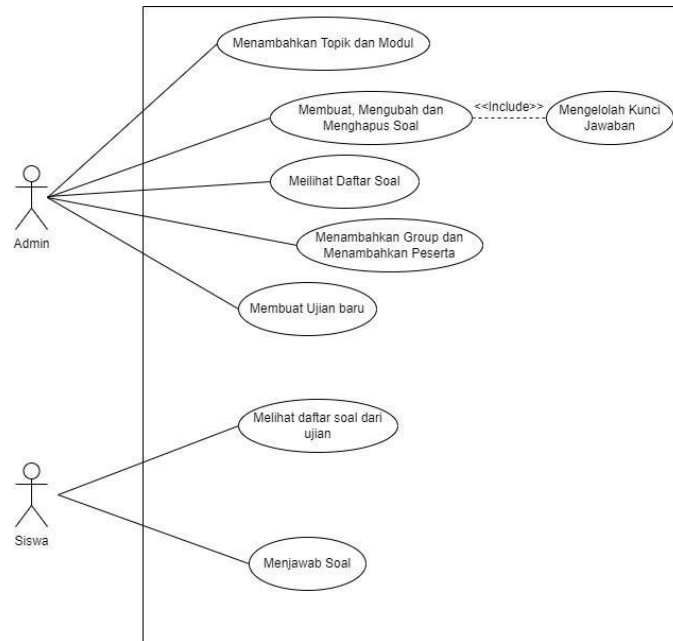 Menambahkan Topik dan Modul
Membuat, Mengubah dan
Menghapus Soal
<<Include>>
Mengelolah Kunci
Jawaban
Meilihat Daftar Soal
Admin
Menambahkan Group dan
Menambahkan Peserta
Membuat Ujian baru
Melihat daftar soal dari
ujian
Siswa
Menjawab Soal